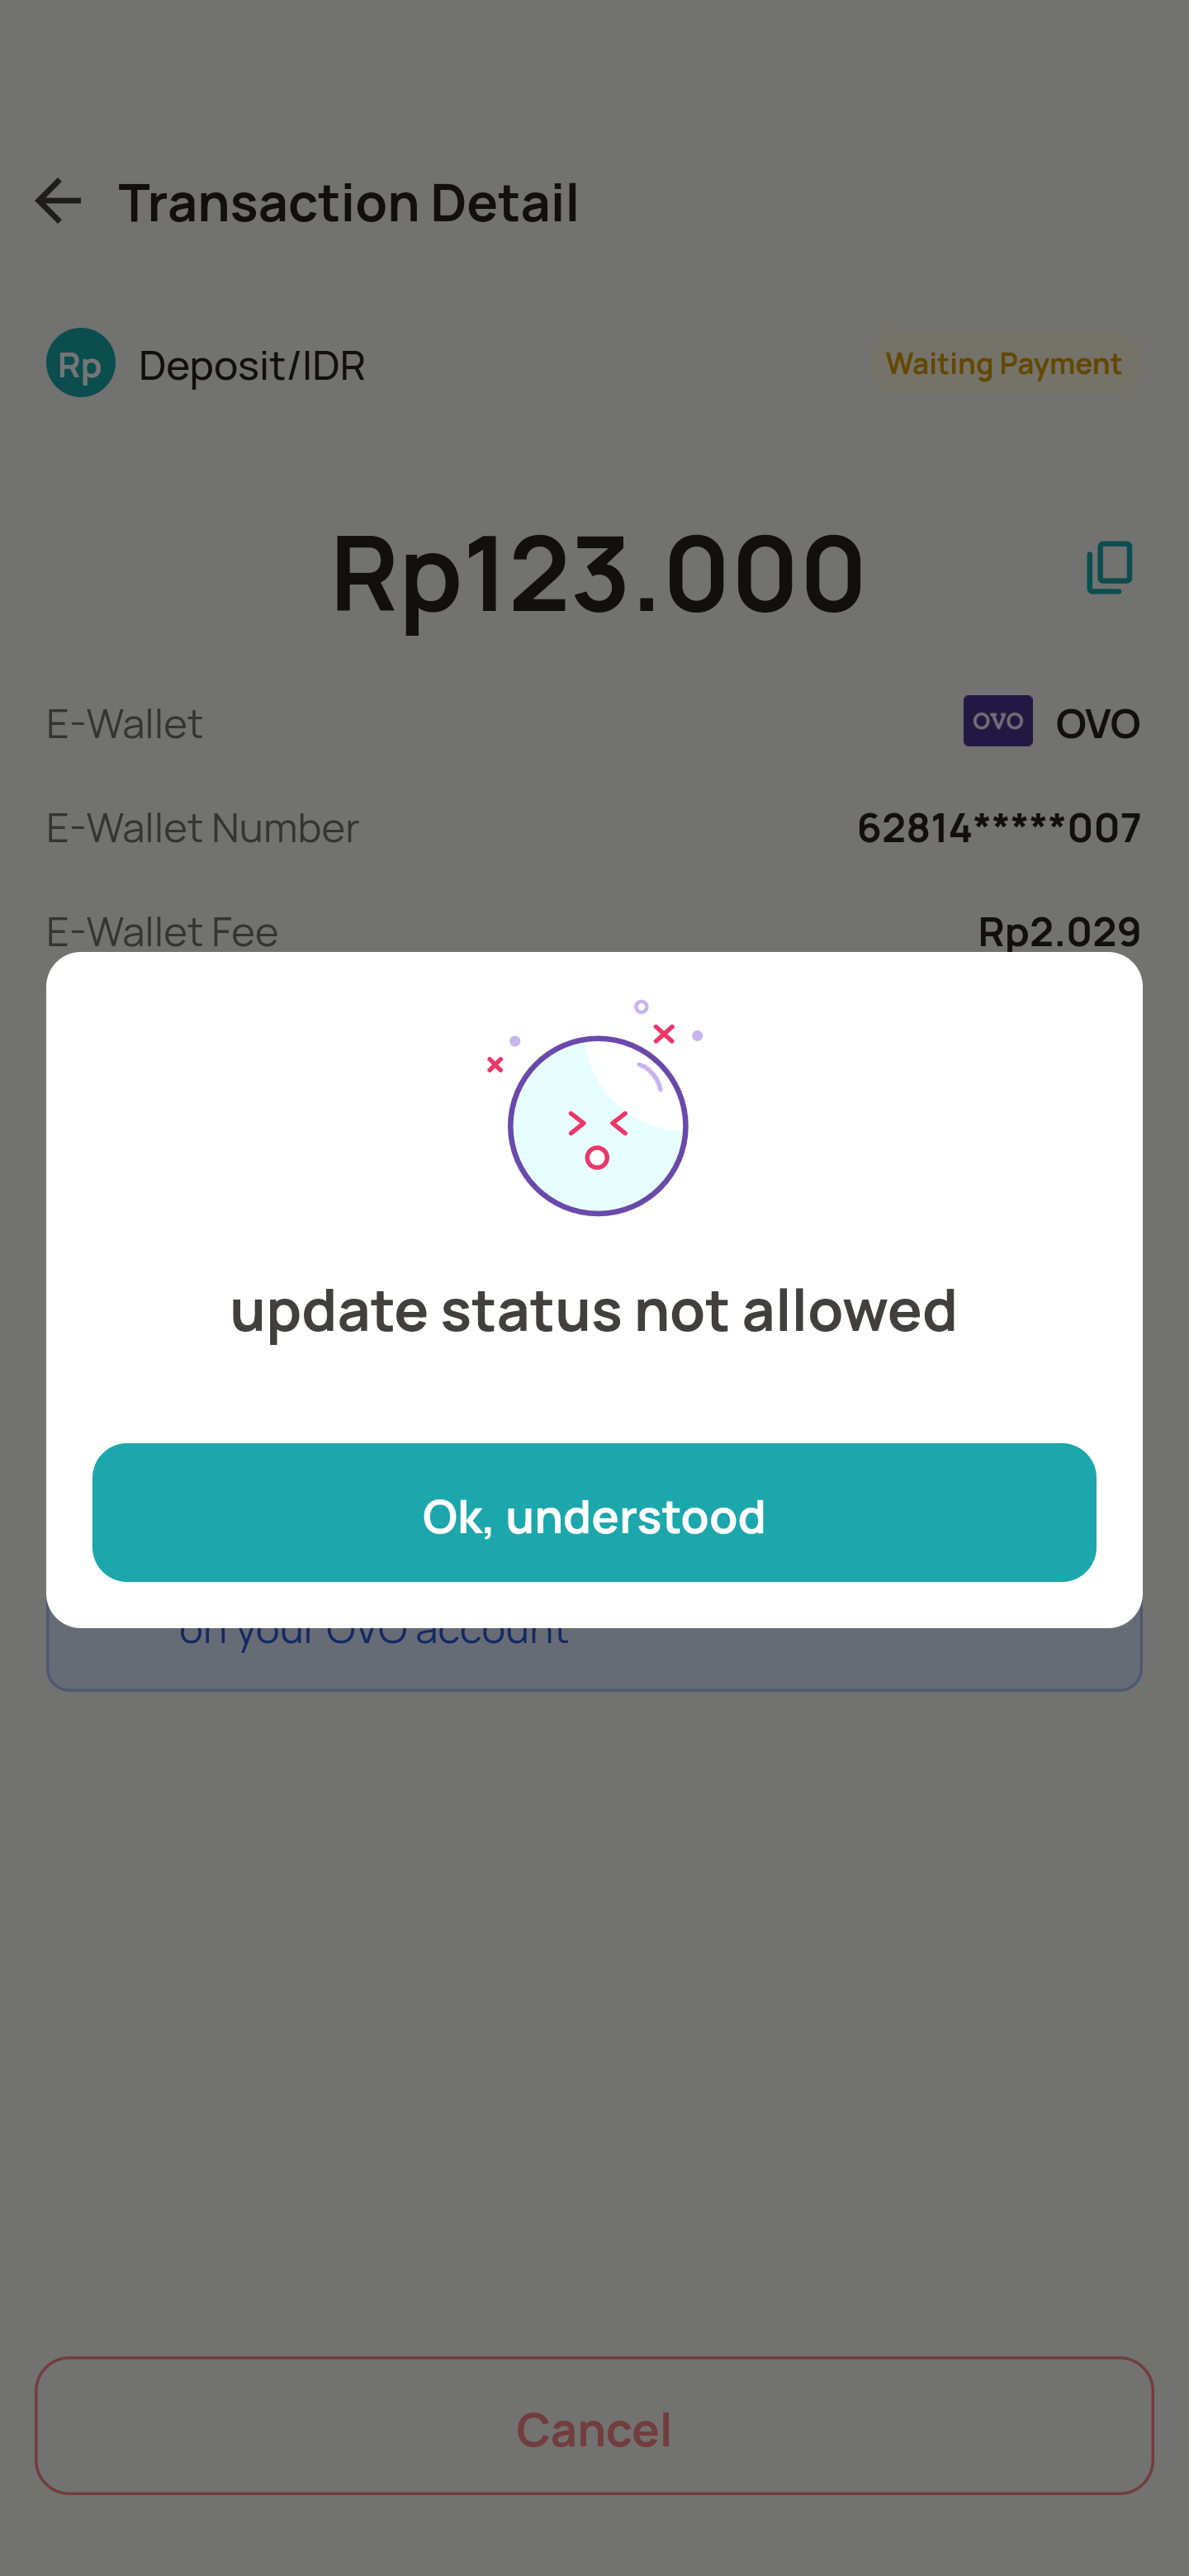 Transaction Detail
Rp Deposit/IDR Waiting Payment
Rp123.000
E-Wallet OVO OVO
E-Wallet Number 62814*****007
E-Wallet Fee Rp2.029
update status not allowed
Ok, understood
on your OVO account
Cancel